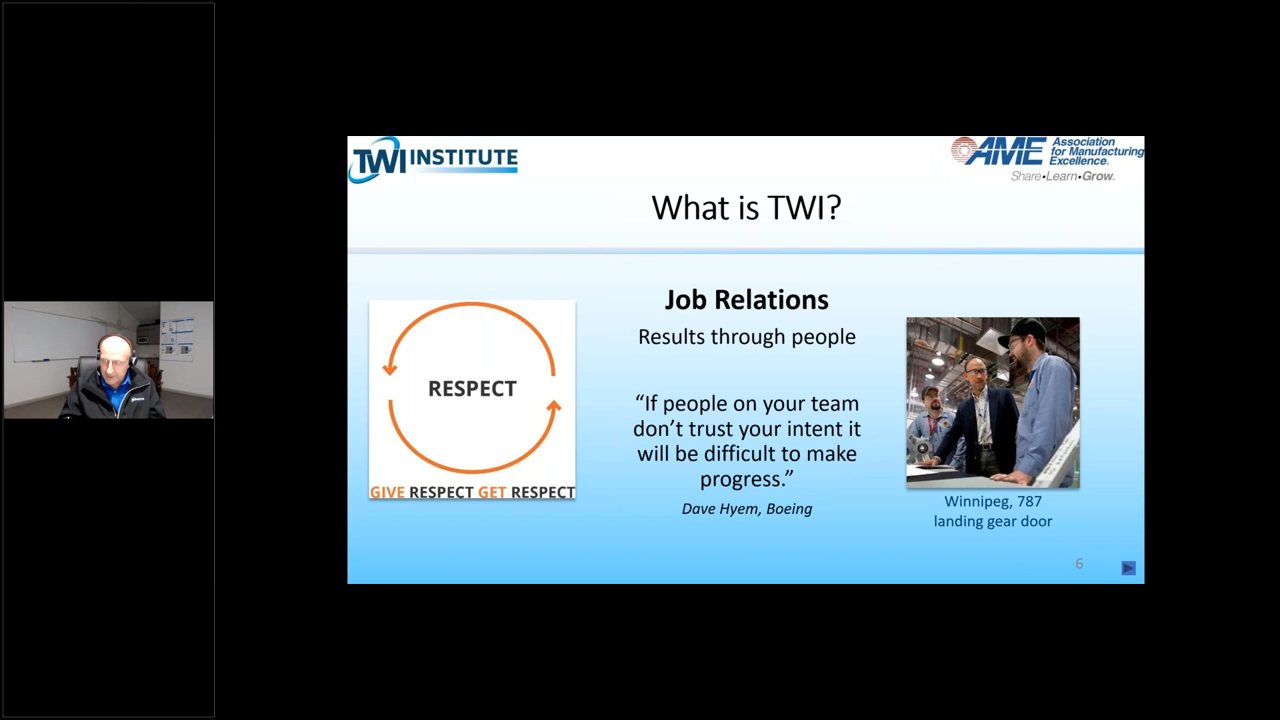 TWI INSTITUTE
AME Association
for Manufacturing
Excellence.
Share•Learn•Grow.
What is TWI?
RESPECT
GIVE RESPECT GET RESPECT
Job Relations
Results through people
“If people on your team
don’t trust your intent it
will be difficult to make
progress.”
Dave Hyem, Boeing
Winnipeg, 787
landing gear door
6